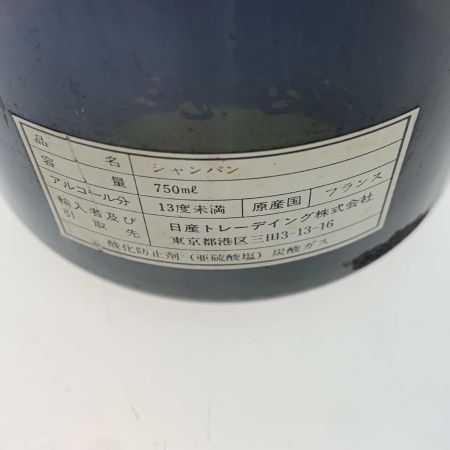 品名 シャンパン
容量 750mℓ
アルコール分 13度未満 原産国 フランス
輸入者及び引取先 日産トレーデイング株式会社
東京都港区三田3-13-16
酸化防止剤(亜硫酸塩)炭酸ガス